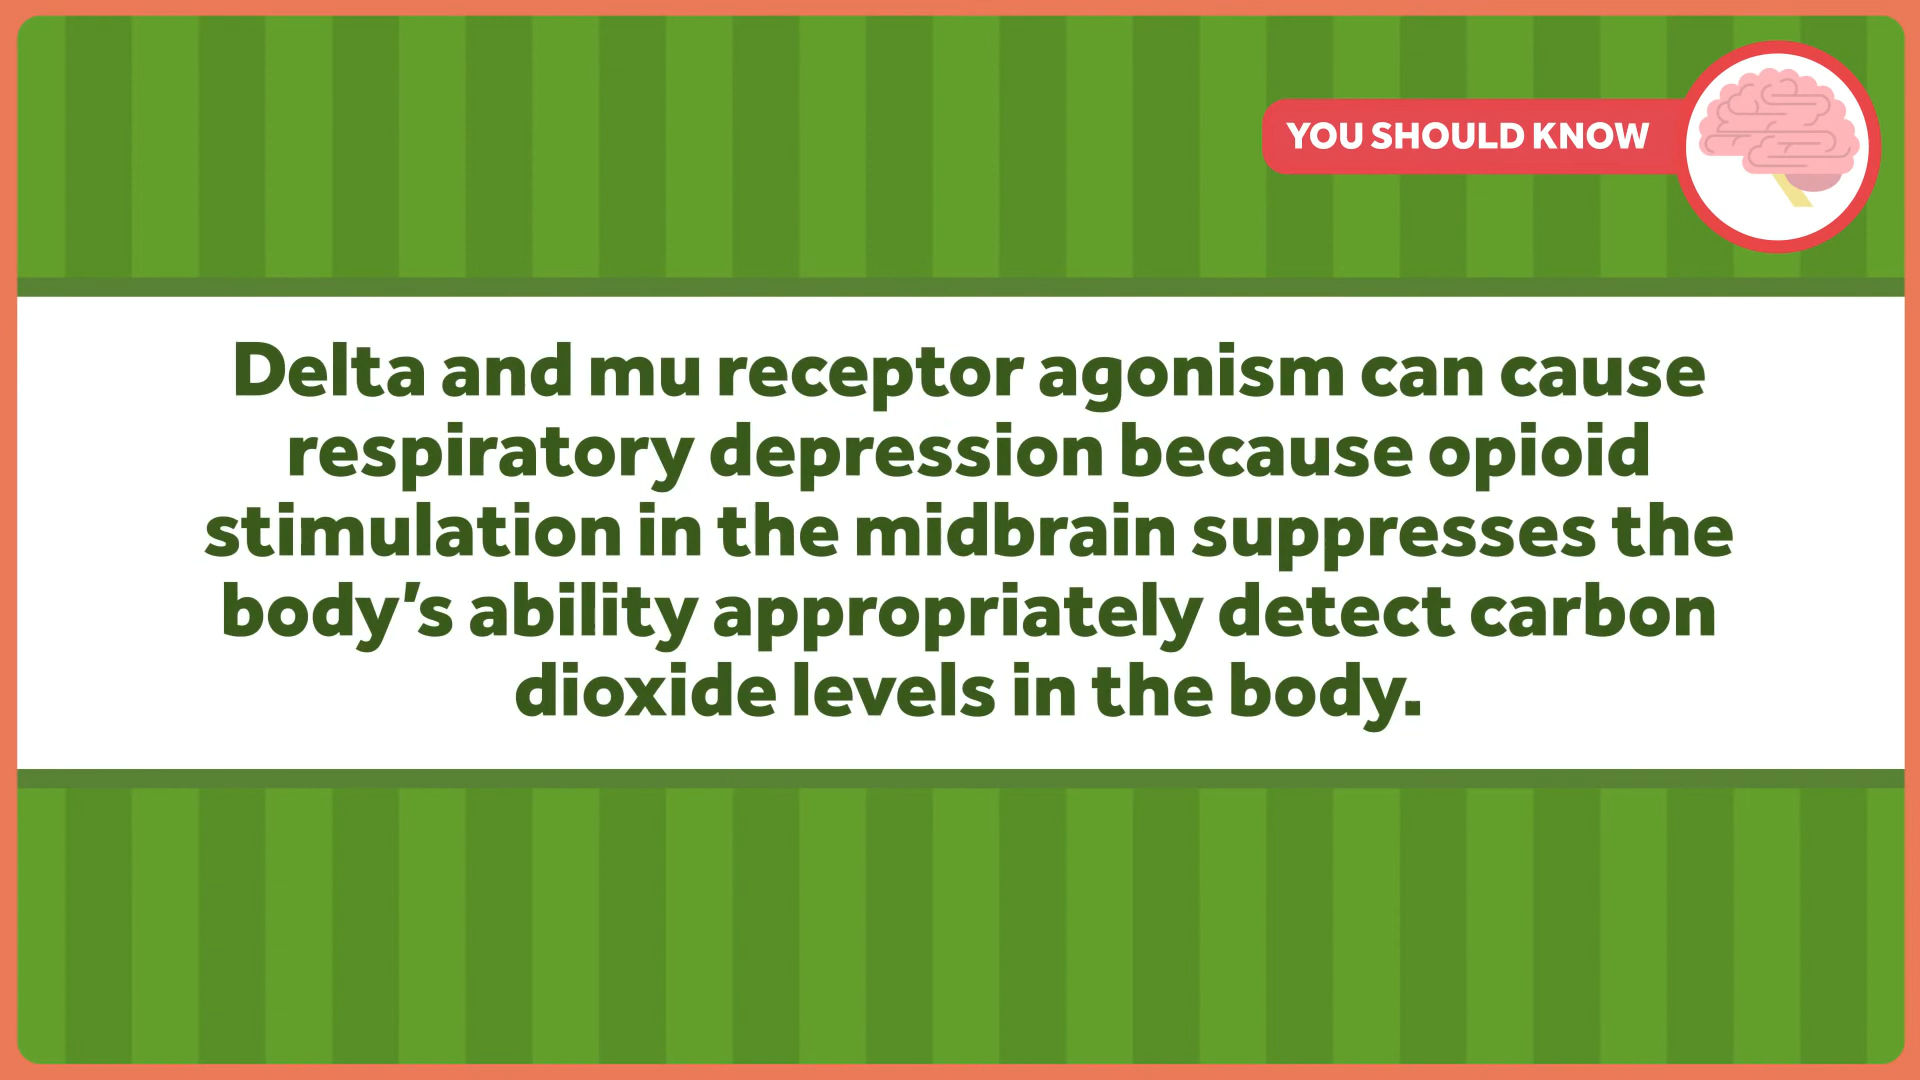 YOU SHOULD KNOW
Delta and mu receptor agonism can cause
respiratory depression because opioid
stimulation in the midbrain suppresses the
body’s ability appropriately detect carbon
dioxide levels in the body.